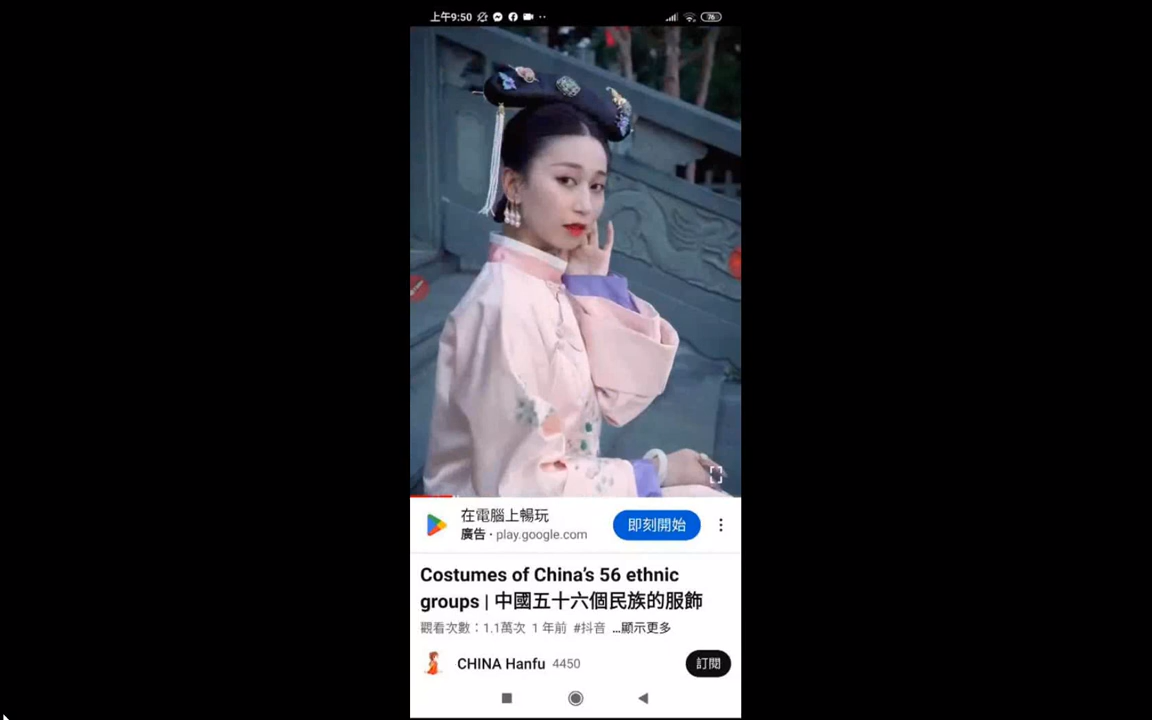 上午9:50
76
在電腦上暢玩
廣告 · play.google.com
即刻開始
Costumes of China's 56 ethnic
groups | 中國五十六個民族的服飾
觀看次數：1.1萬次 1 年前 #抖音 ...顯示更多
CHINA Hanfu 4450
訂閱